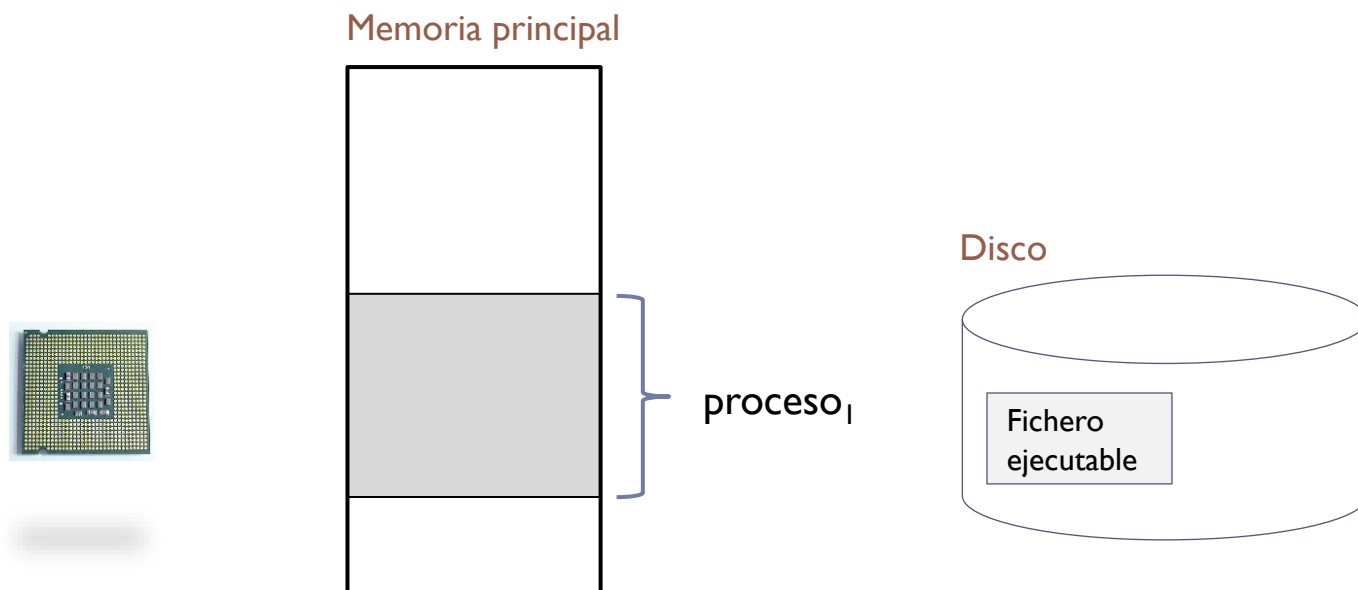 Memoria principal
Disco
proceso₁
Fichero
ejecutable